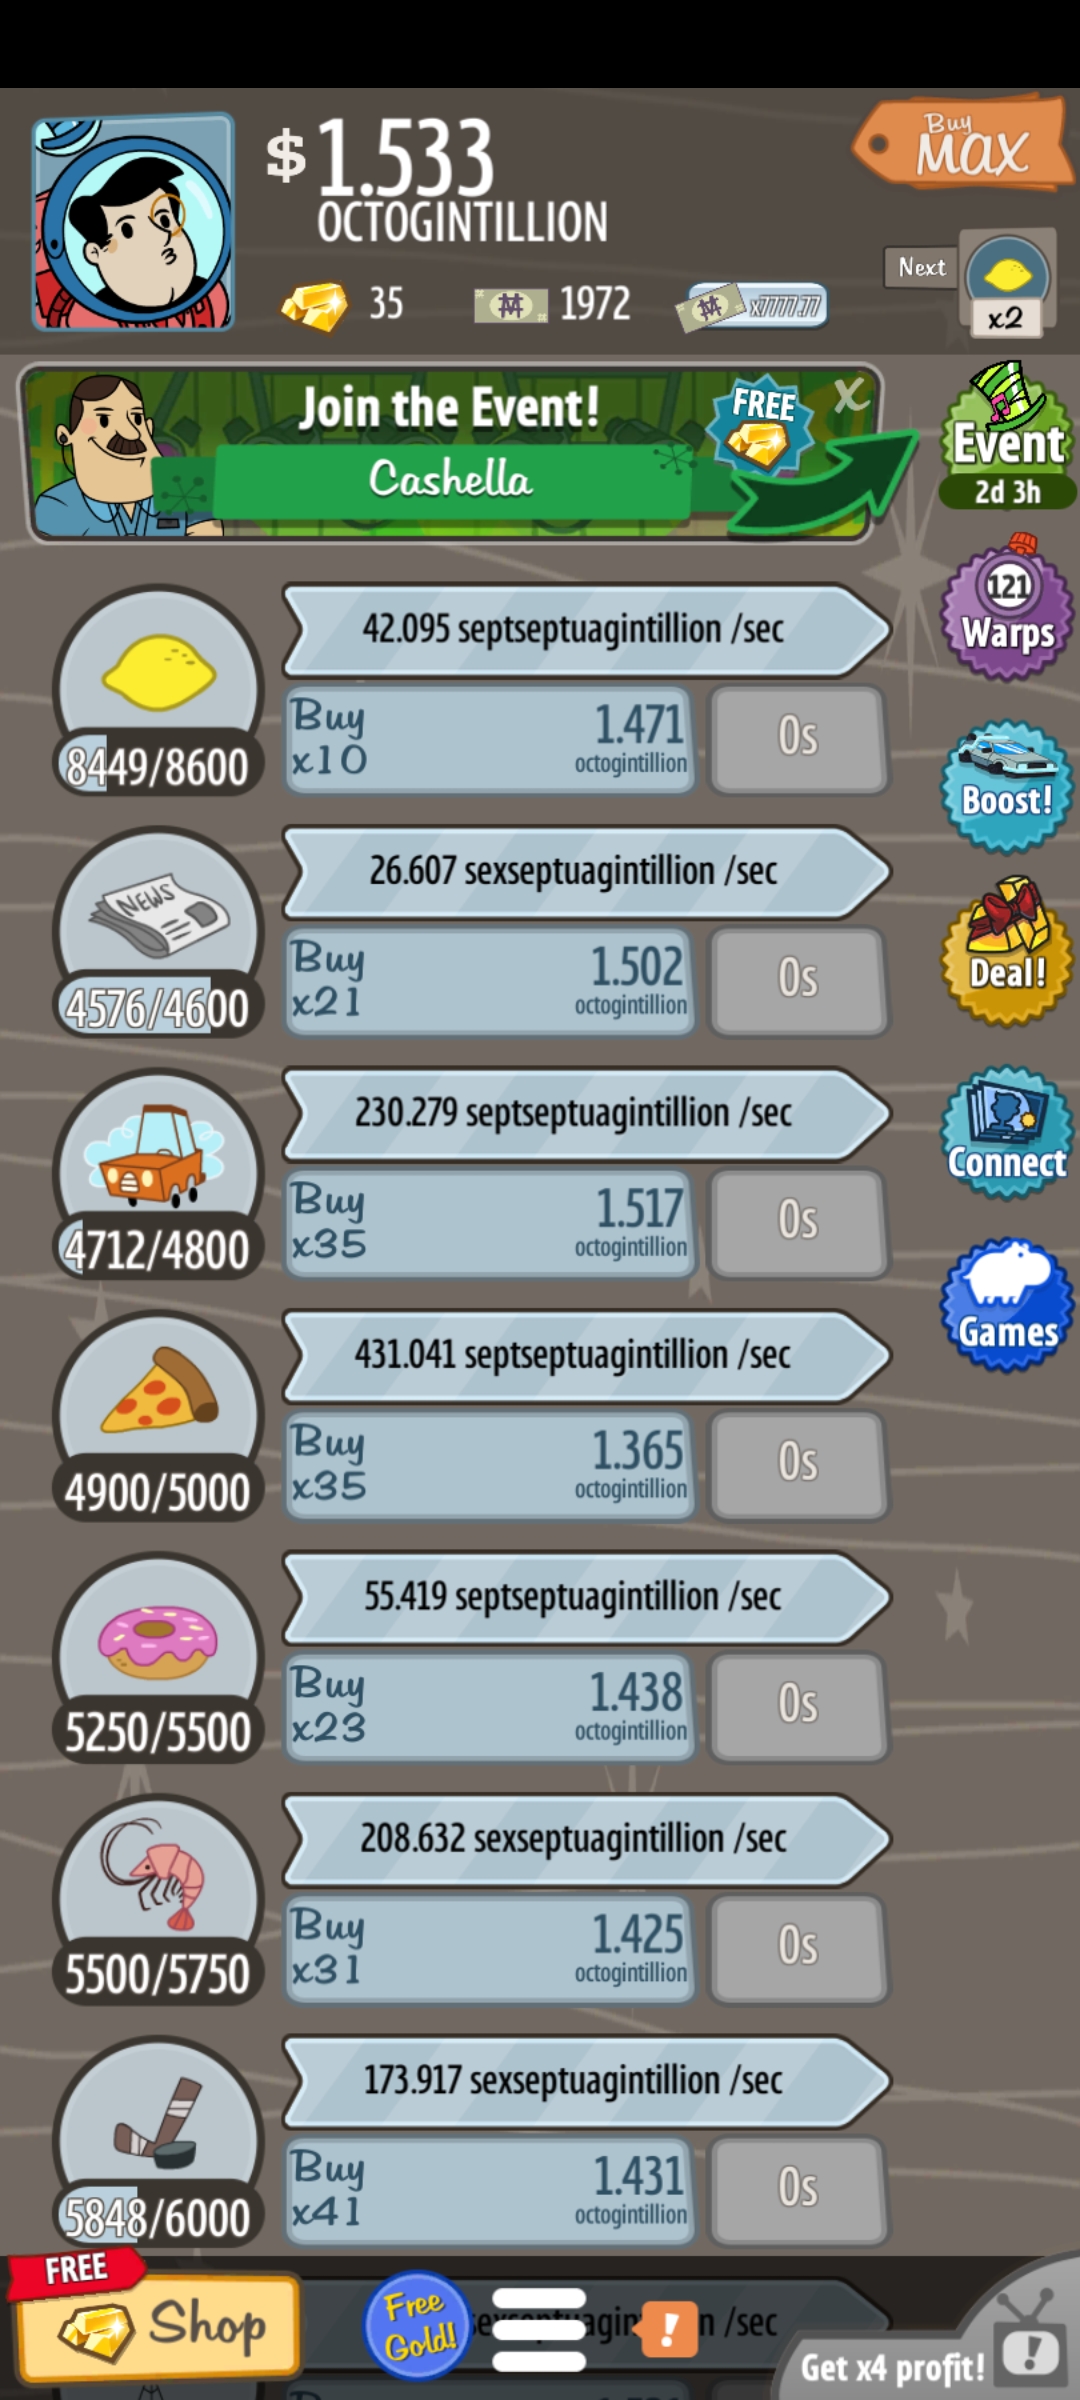 $ 1.533
OCTOGINTILLION
Buy
MAX
35
1972
x7777.77
Next
x2
Join the Event!
FREE
X
Cashella
Event
2d 3h
42.095 septseptuagintillion /sec
121
Warps
Buy
x10
1.471
octogintillion
0s
8449/8600
Boost!
26.607 sexseptuagintillion /sec
NEWS
Buy
x21
1.502
octogintillion
0s
4576/4600
Deal!
230.279 septseptuagintillion /sec
Connect
Buy
x35
1.517
octogintillion
0s
4712/4800
431.041 septseptuagintillion /sec
Games
Buy
x35
1.365
octogintillion
0s
4900/5000
55.419 septseptuagintillion /sec
Buy
x23
1.438
octogintillion
0s
5250/5500
208.632 sexseptuagintillion /sec
Buy
x31
1.425
octogintillion
0s
5500/5750
173.917 sexseptuagintillion /sec
Buy
x41
1.431
octogintillion
0s
5848/6000
FREE
Shop
Free
Gold!
!
/sec
Get x4 profit!
!